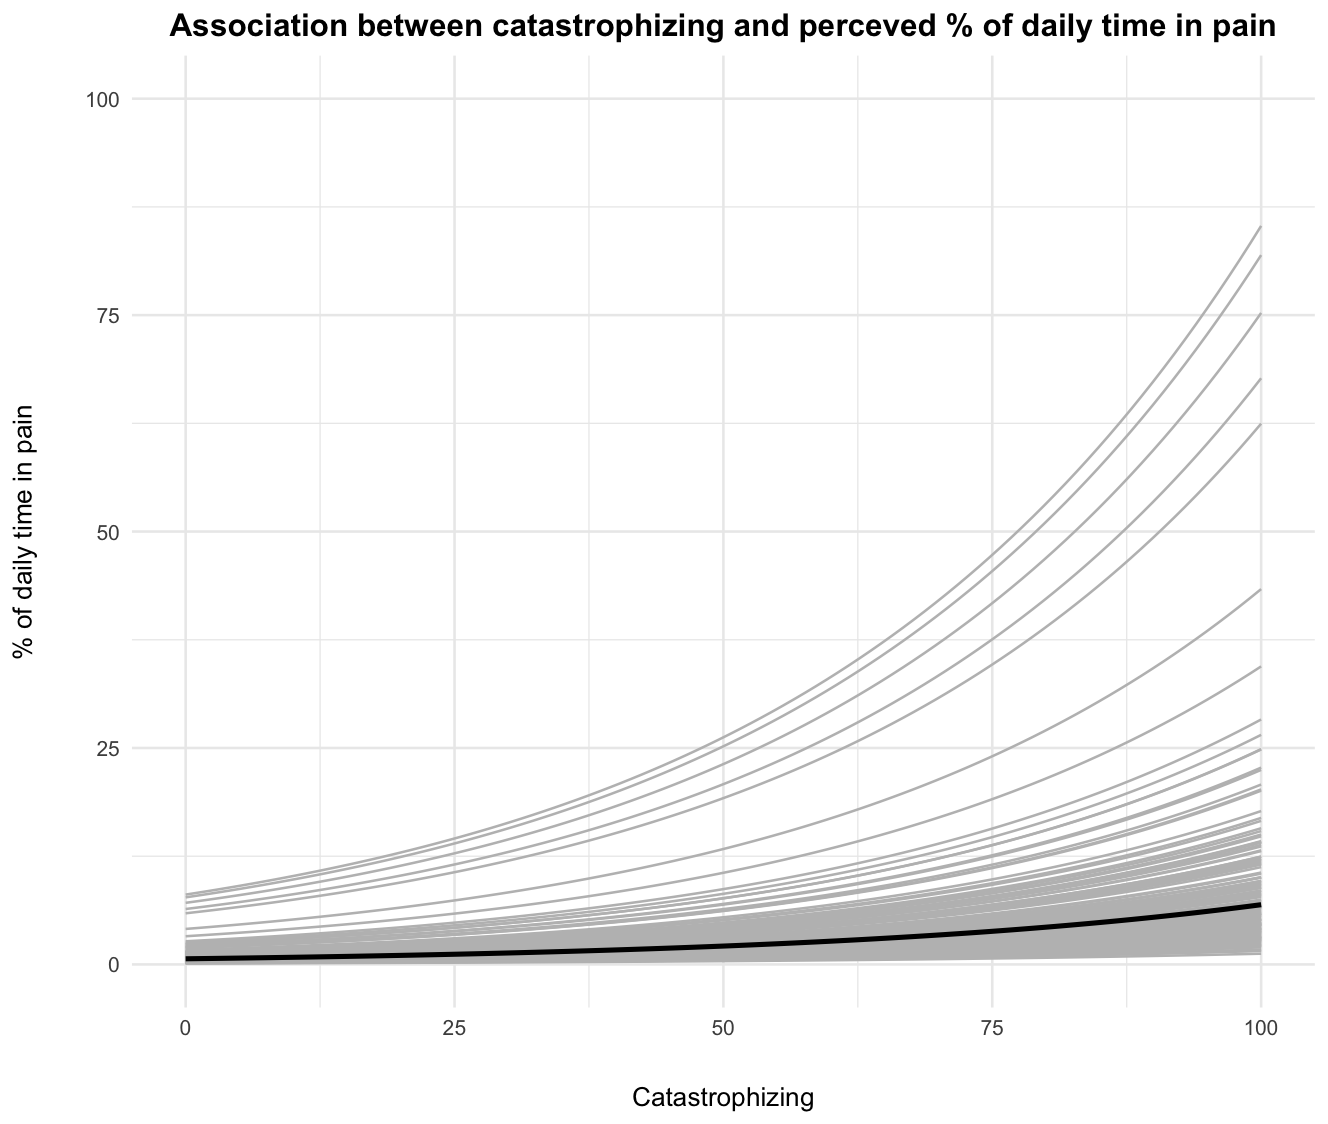 Association between catastrophizing and perceved % of daily time in pain
100
75
50
25
0
% of daily time in pain
0 25 50 75 100
Catastrophizing